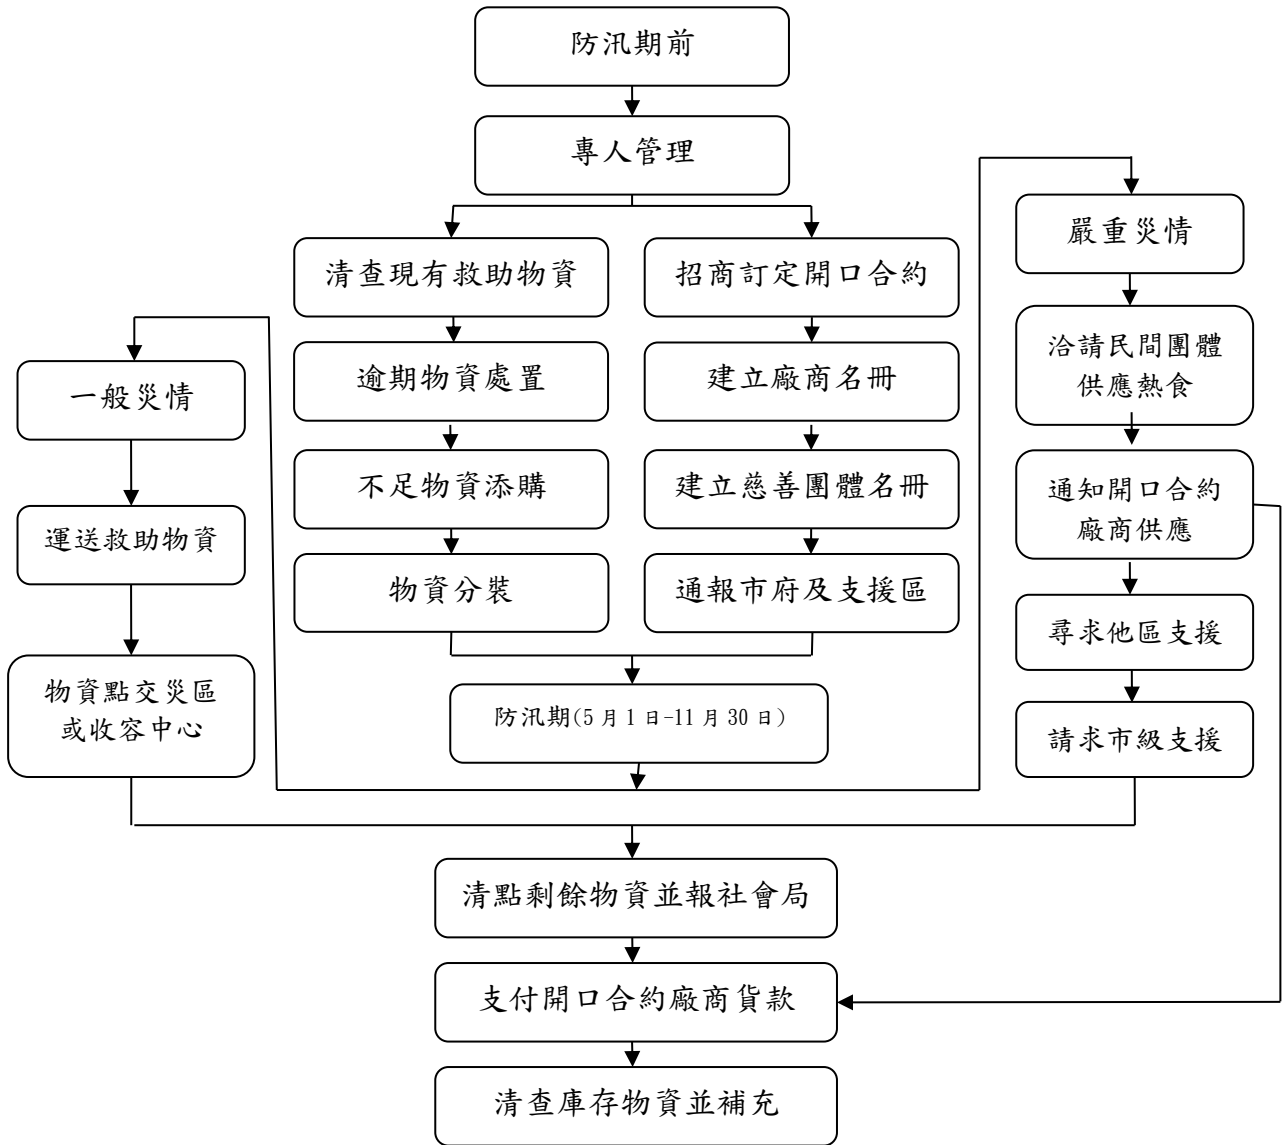 防汛期前
專人管理
清查現有救助物資
逾期物資處置
不足物資添購
物資分裝
招商訂定開口合約
建立廠商名冊
建立慈善團體名冊
通報市府及支援區
防汛期(5月1日-11月30日)
一般災情
運送救助物資
物資點交災區
或收容中心
嚴重災情
洽請民間團體
供應熱食
通知開口合約
廠商供應
尋求他區支援
請求市級支援
清點剩餘物資並報社會局
支付開口合約廠商貨款
清查庫存物資並補充